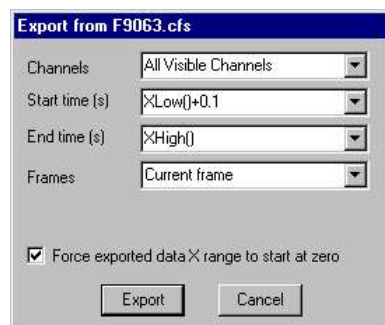 Export from F9063.cfs
Channels All Visible Channels
Start time (s) XLow()+0.1
End time (s) XHigh()
Frames Current frame
Force exported data X range to start at zero
Export Cancel